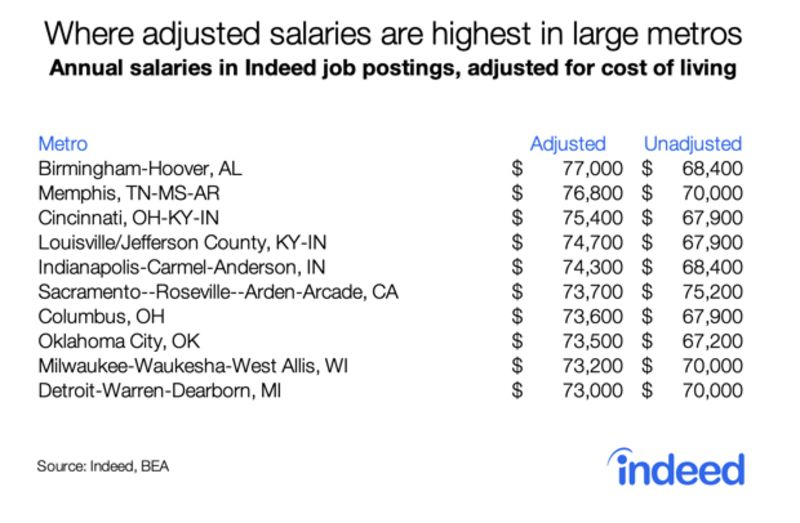 Where adjusted salaries are highest in large metros
Annual salaries in Indeed job postings, adjusted for cost of living
Metro Adjusted Unadjusted
Birmingham-Hoover, AL $ 77,000 $ 68,400
Memphis, TN-MS-AR $ 76,800 $ 70,000
Cincinnati, OH-KY-IN $ 75,400 $ 67,900
Louisville/Jefferson County, KY-IN $ 74,700 $ 67,900
Indianapolis-Carmel-Anderson, IN $ 74,300 $ 68,400
Sacramento--Roseville--Arden-Arcade, CA $ 73,700 $ 75,200
Columbus, OH $ 73,600 $ 67,900
Oklahoma City, OK $ 73,500 $ 67,200
Milwaukee-Waukesha-West Allis, WI $ 73,200 $ 70,000
Detroit-Warren-Dearborn, MI $ 73,000 $ 70,000
Source: Indeed, BEA
indeed